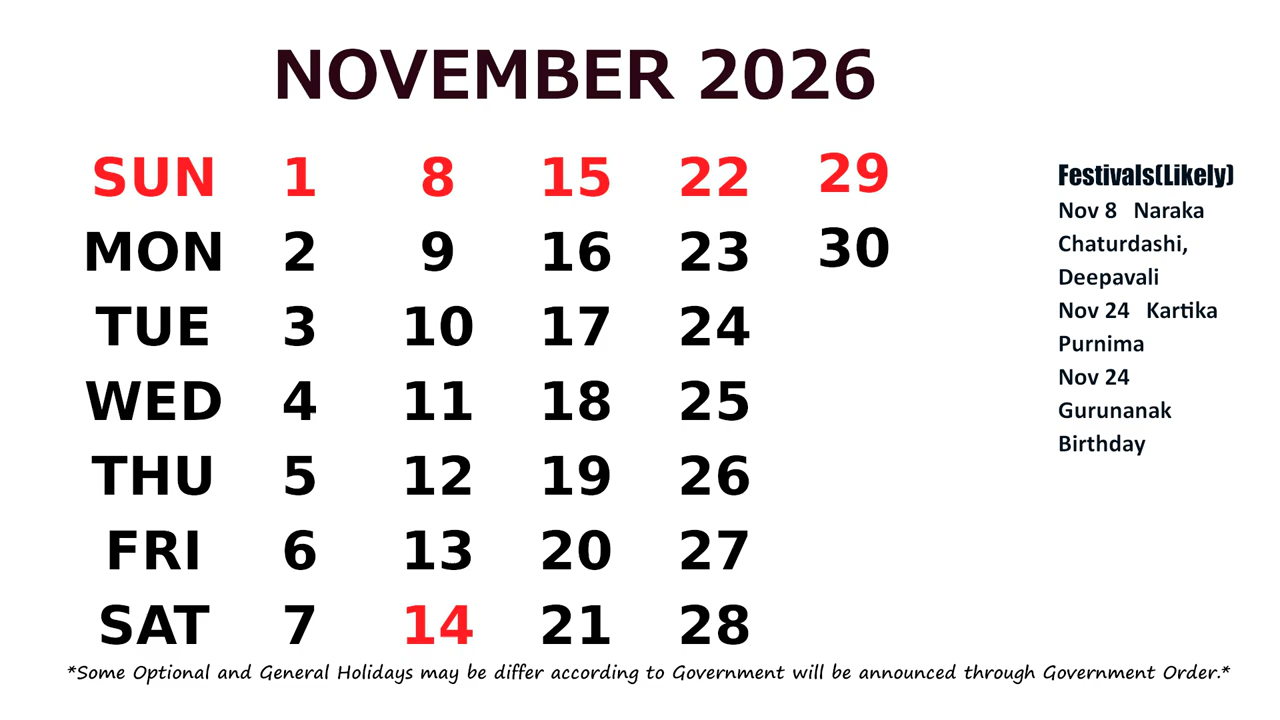 NOVEMBER 2026
SUN 1 8 15 22 29
MON 2 9 16 23 30
TUE 3 10 17 24
WED 4 11 18 25
THU 5 12 19 26
FRI 6 13 20 27
SAT 7 14 21 28
Festivals(Likely)
Nov 8 Naraka
Chaturdashi,
Deepavali
Nov 24 Kartika
Purnima
Nov 24
Gurunanak
Birthday
*Some Optional and General Holidays may be differ according to Government will be announced through Government Order.*